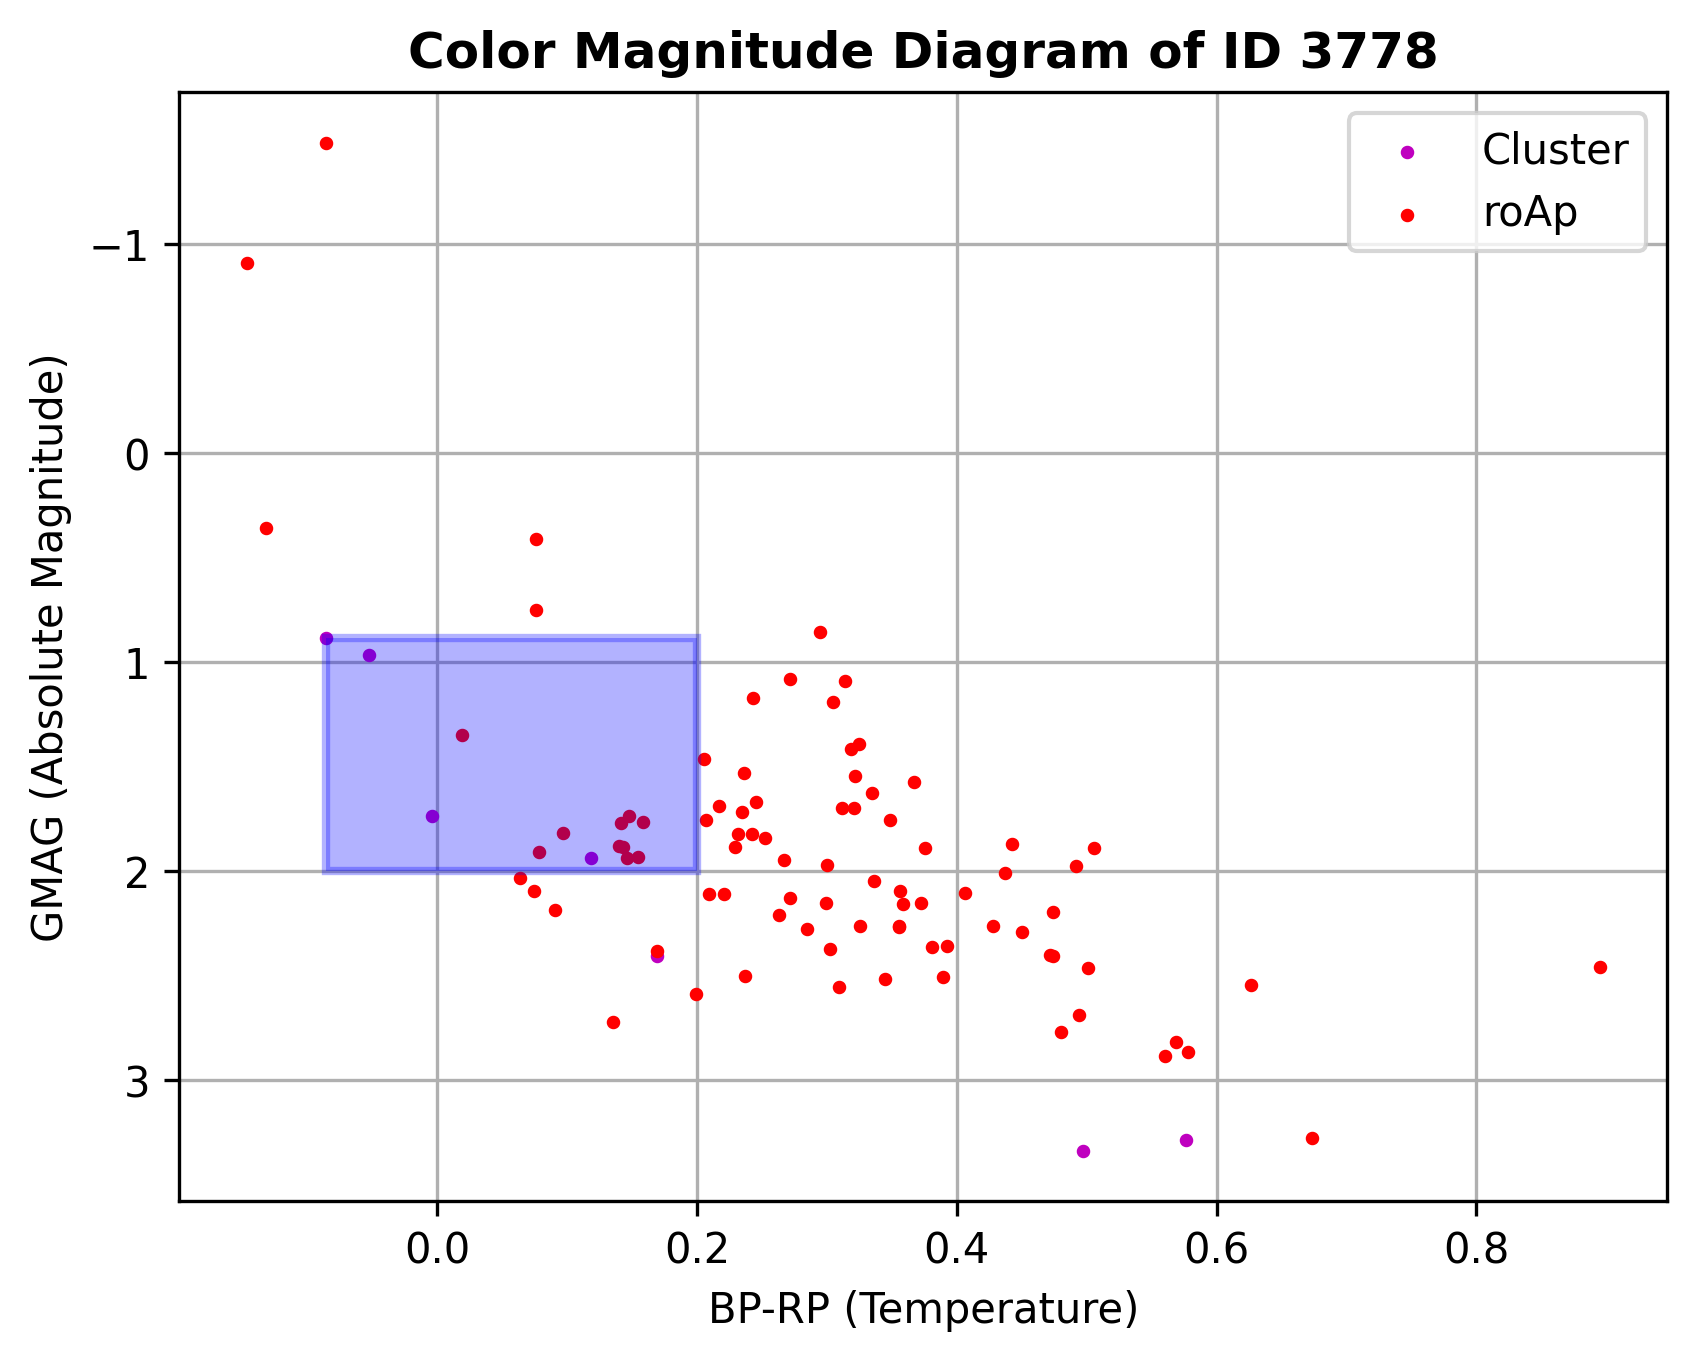 Color Magnitude Diagram of ID 3778
Cluster
roAp
GMAG (Absolute Magnitude)
−1
0
1
2
3
0.0 0.2 0.4 0.6 0.8
BP-RP (Temperature)